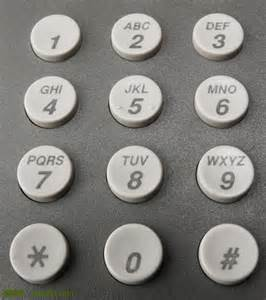 ABC DEF
1 2 3
GHI JKL MNO
4 5 6
PQRS TUV WXYZ
7 8 9
* 0 #